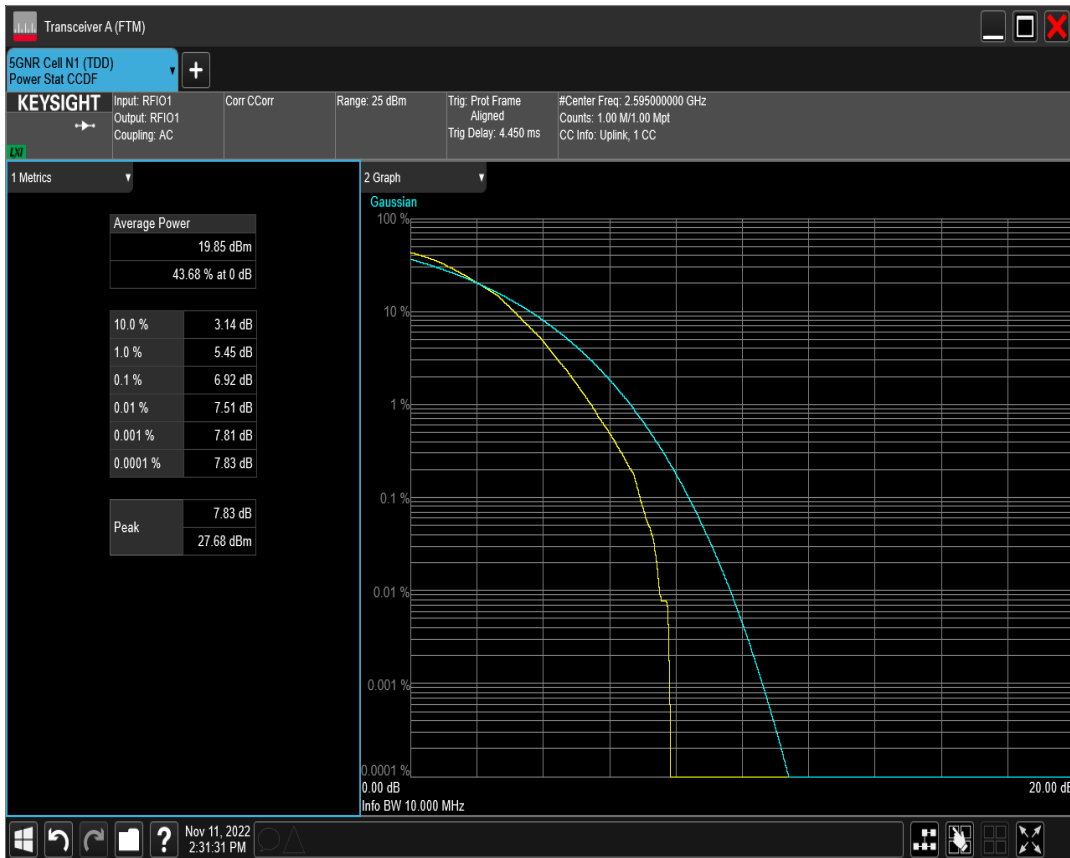 Transceiver A (FTM)
5GNR Cell N1 (TDD)
Power Stat CCDF
+
KEYSIGHT
LXI
Input: RFIO1
Output: RFIO1
Coupling: AC
Corr CCorr
Range: 25 dBm
Trig: Prot Frame
Aligned
Trig Delay: 4.450 ms
#Center Freq: 2.595000000 GHz
Counts: 1.00 M/1.00 Mpt
CC Info: Uplink, 1 CC
1 Metrics
Average Power
19.85 dBm
43.68 % at 0 dB
10.0 % 3.14 dB
1.0 % 5.45 dB
0.1 % 6.92 dB
0.01 % 7.51 dB
0.001 % 7.81 dB
0.0001 % 7.83 dB
Peak
7.83 dB
27.68 dBm
2 Graph
Gaussian
100 %
10 %
1 %
0.1 %
0.01 %
0.001 %
0.0001 %
0.00 dB 20.00 dB
Info BW 10.000 MHz
?
Nov 11, 2022
2:31:31 PM